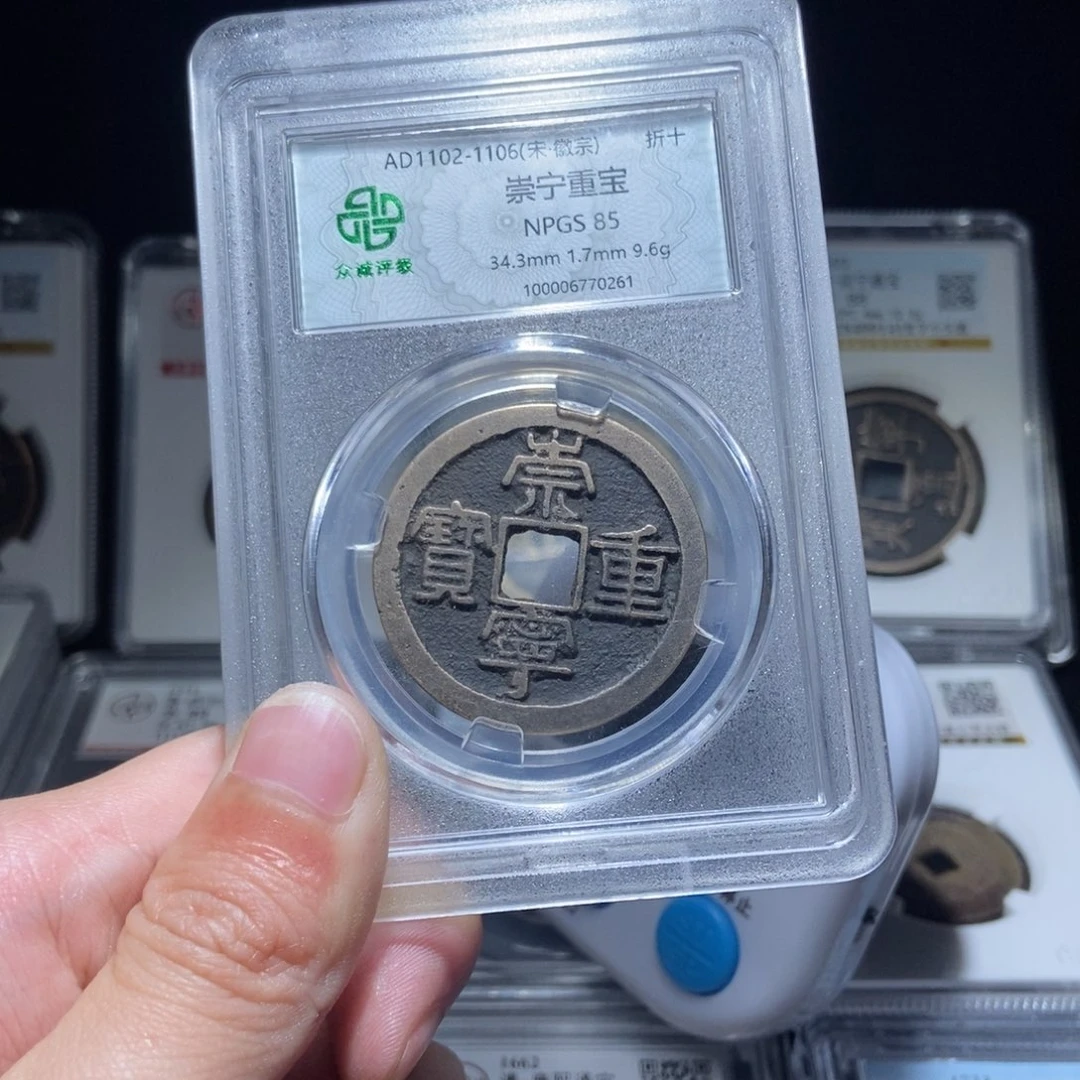 AD1102-1106(宋·徽宗)
折十
崇宁重宝
NPGS 85
34.3mm 1.7mm 9.6g
100006770261
众诚评级
崇
重
寧
寶